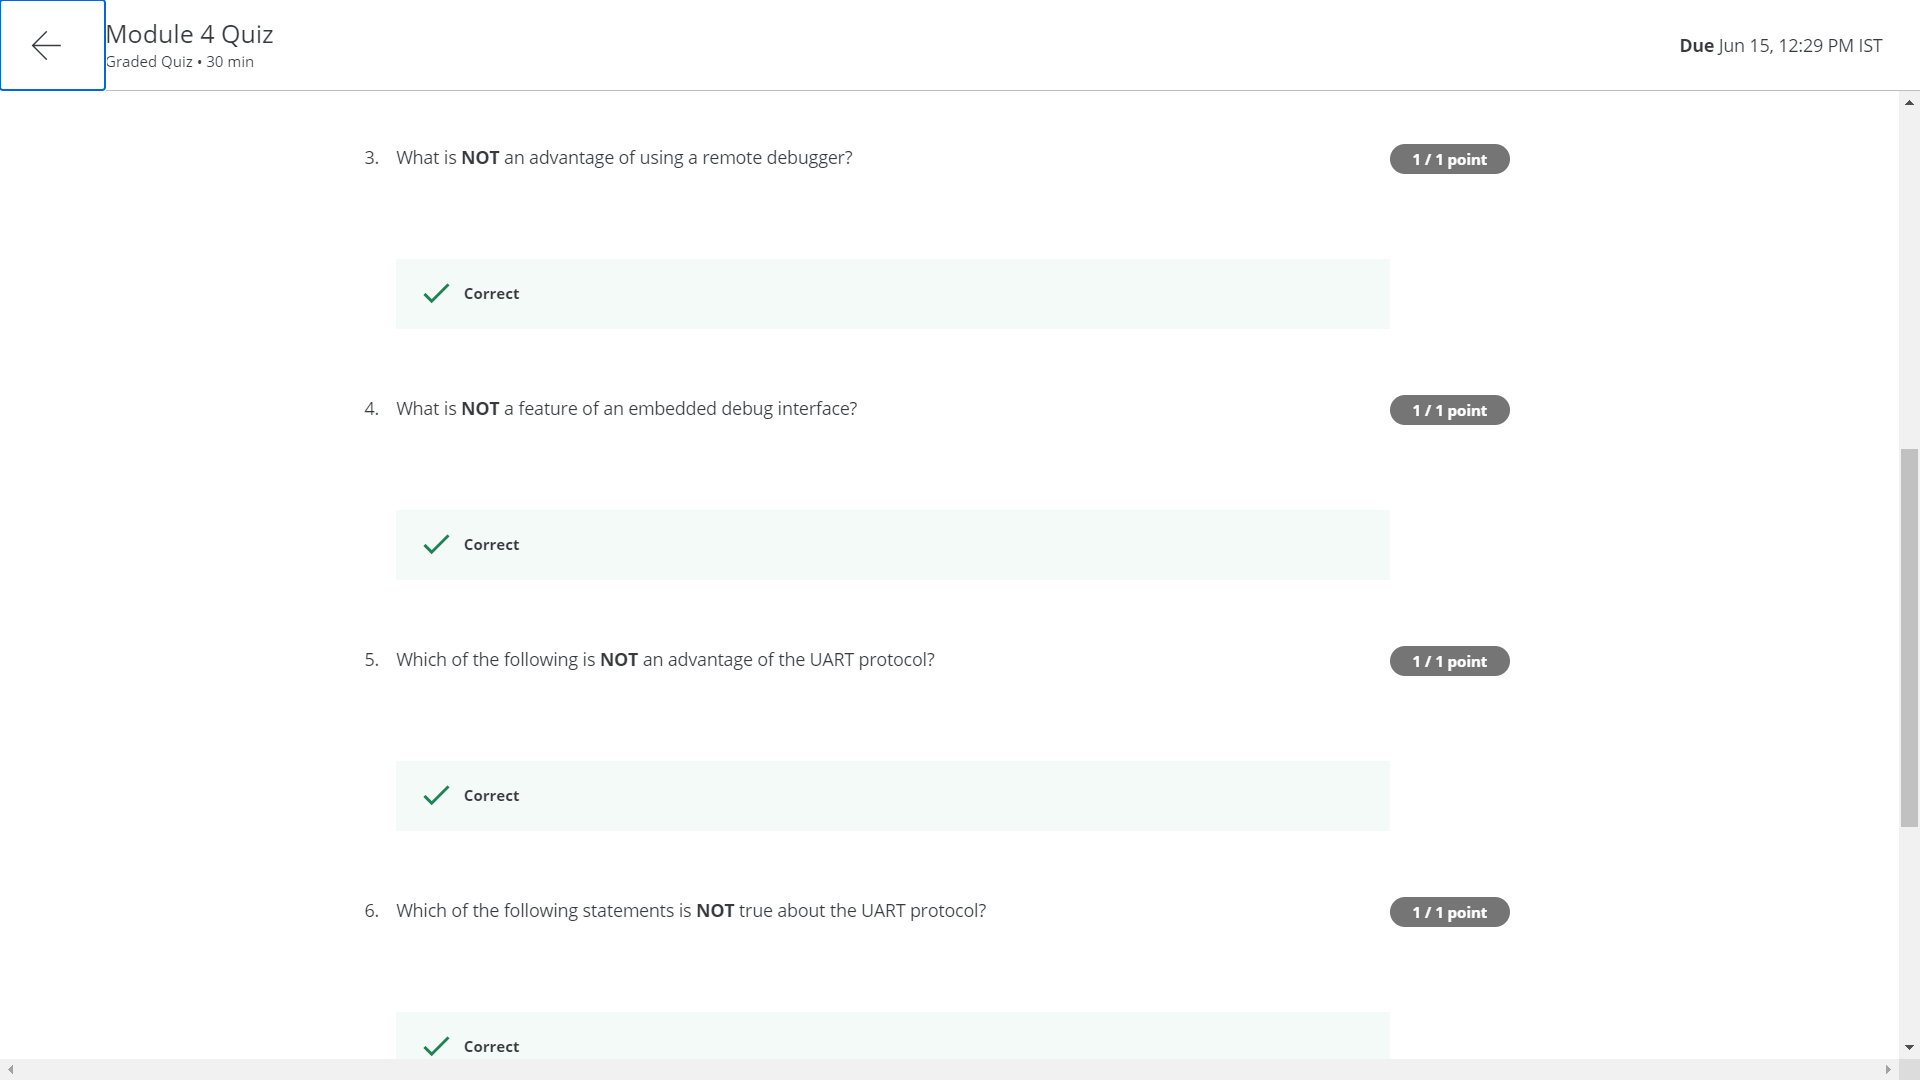 Module 4 Quiz
Graded Quiz • 30 min
Due Jun 15, 12:29 PM IST
3. What is NOT an advantage of using a remote debugger?
1 / 1 point
Correct
4. What is NOT a feature of an embedded debug interface?
1 / 1 point
Correct
5. Which of the following is NOT an advantage of the UART protocol?
1 / 1 point
Correct
6. Which of the following statements is NOT true about the UART protocol?
1 / 1 point
Correct